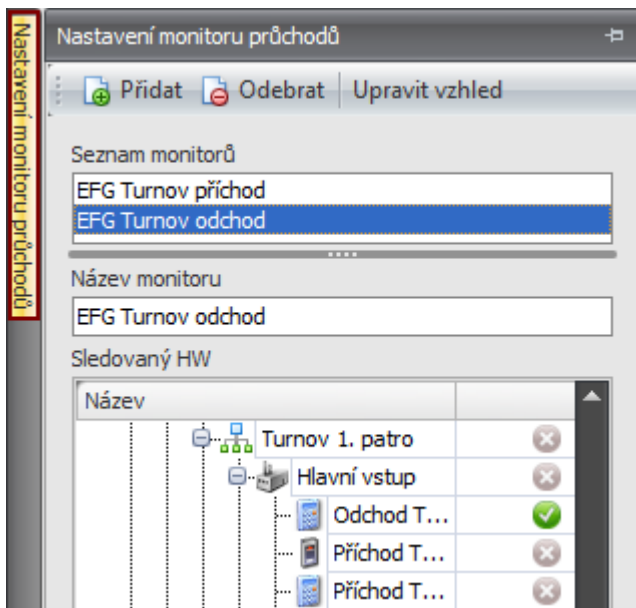 Nastavení monitoru průchodů
Nastavení monitoru průchodů
Přidat Odebrat Upravit vzhled
Seznam monitorů
EFG Turnov příchod
EFG Turnov odchod
Název monitoru
EFG Turnov odchod
Sledovaný HW
Název
Turnov 1. patro
Hlavní vstup
Odchod T...
Příchod T...
Příchod T...